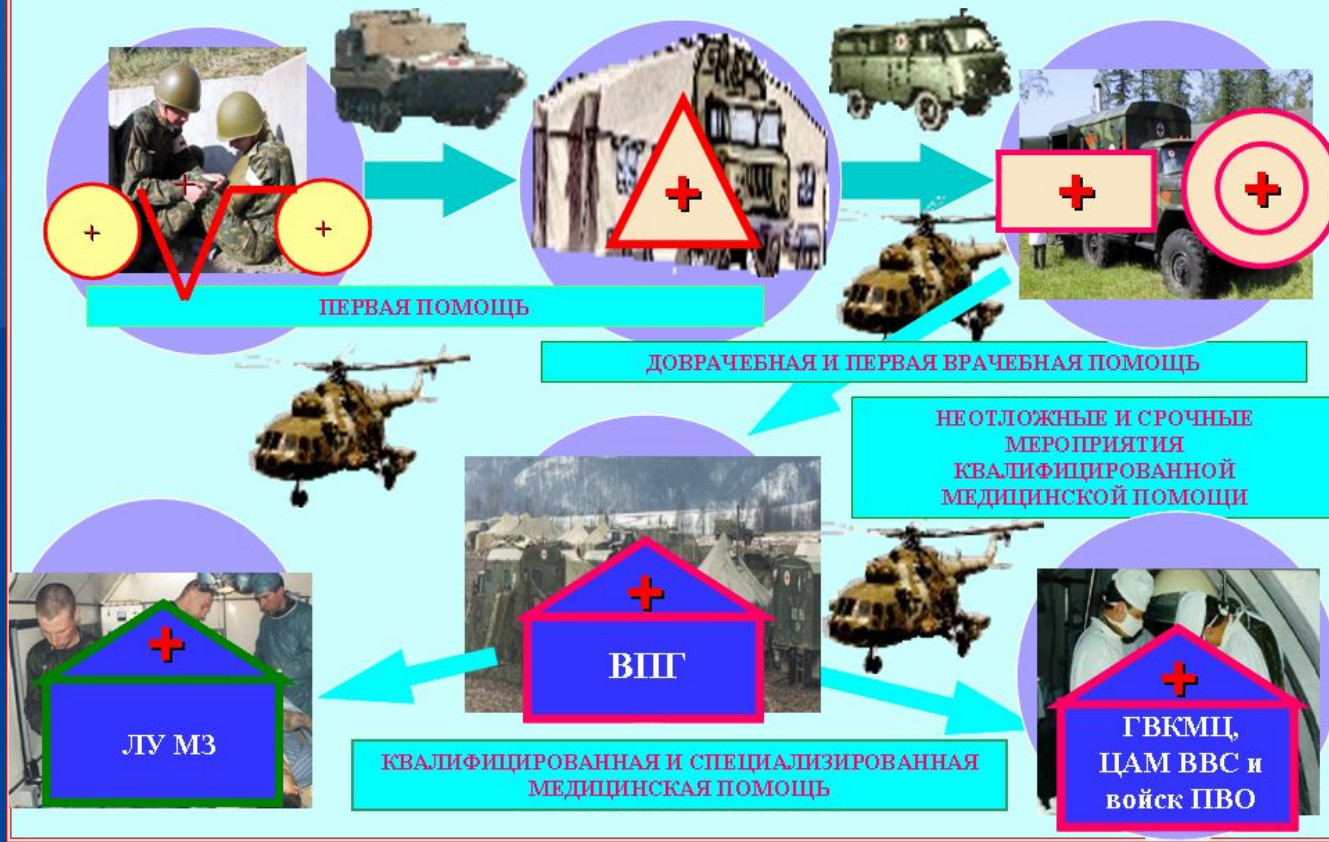 ПЕРВАЯ ПОМОЩЬ
ДОВРАЧЕБНАЯ И ПЕРВАЯ ВРАЧЕБНАЯ ПОМОЩЬ
НЕОТЛОЖНЫЕ И СРОЧНЫЕ
МЕРОПРИЯТИЯ
КВАЛИФИЦИРОВАННОЙ
МЕДИЦИНСКОЙ ПОМОЩИ
ВПГ
ЛУ МЗ
ГВКМЦ,
ЦАМ ВВС и
войск ПВО
КВАЛИФИЦИРОВАННАЯ И СПЕЦИАЛИЗИРОВАННАЯ
МЕДИЦИНСКАЯ ПОМОЩЬ